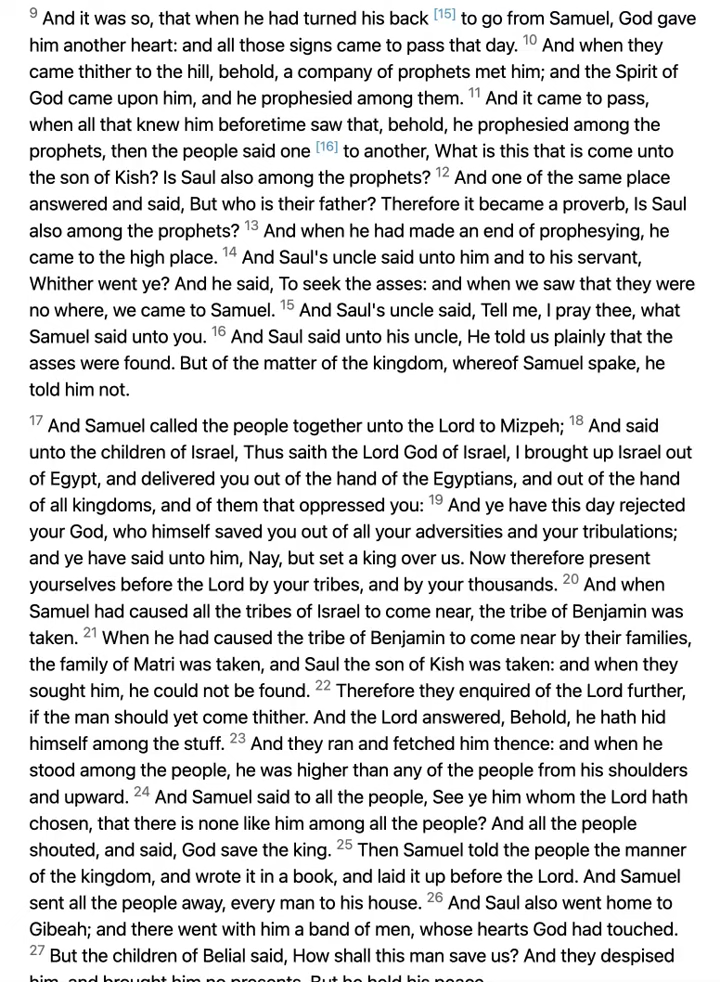 9 And it was so, that when he had turned his back [15] to go from Samuel, God gave
him another heart: and all those signs came to pass that day. 10 And when they
came thither to the hill, behold, a company of prophets met him; and the Spirit of
God came upon him, and he prophesied among them. 11 And it came to pass,
when all that knew him beforetime saw that, behold, he prophesied among the
prophets, then the people said one [16] to another, What is this that is come unto
the son of Kish? Is Saul also among the prophets? 12 And one of the same place
answered and said, But who is their father? Therefore it became a proverb, Is Saul
also among the prophets? 13 And when he had made an end of prophesying, he
came to the high place. 14 And Saul's uncle said unto him and to his servant,
Whither went ye? And he said, To seek the asses: and when we saw that they were
no where, we came to Samuel. 15 And Saul's uncle said, Tell me, I pray thee, what
Samuel said unto you. 16 And Saul said unto his uncle, He told us plainly that the
asses were found. But of the matter of the kingdom, whereof Samuel spake, he
told him not.
17 And Samuel called the people together unto the Lord to Mizpeh; 18 And said
unto the children of Israel, Thus saith the Lord God of Israel, I brought up Israel out
of Egypt, and delivered you out of the hand of the Egyptians, and out of the hand
of all kingdoms, and of them that oppressed you: 19 And ye have this day rejected
your God, who himself saved you out of all your adversities and your tribulations;
and ye have said unto him, Nay, but set a king over us. Now therefore present
yourselves before the Lord by your tribes, and by your thousands. 20 And when
Samuel had caused all the tribes of Israel to come near, the tribe of Benjamin was
taken. 21 When he had caused the tribe of Benjamin to come near by their families,
the family of Matri was taken, and Saul the son of Kish was taken: and when they
sought him, he could not be found. 22 Therefore they enquired of the Lord further,
if the man should yet come thither. And the Lord answered, Behold, he hath hid
himself among the stuff. 23 And they ran and fetched him thence: and when he
stood among the people, he was higher than any of the people from his shoulders
and upward. 24 And Samuel said to all the people, See ye him whom the Lord hath
chosen, that there is none like him among all the people? And all the people
shouted, and said, God save the king. 25 Then Samuel told the people the manner
of the kingdom, and wrote it in a book, and laid it up before the Lord. And Samuel
sent all the people away, every man to his house. 26 And Saul also went home to
Gibeah; and there went with him a band of men, whose hearts God had touched.
27 But the children of Belial said, How shall this man save us? And they despised
him, and brought him no presents. But he held his peace.